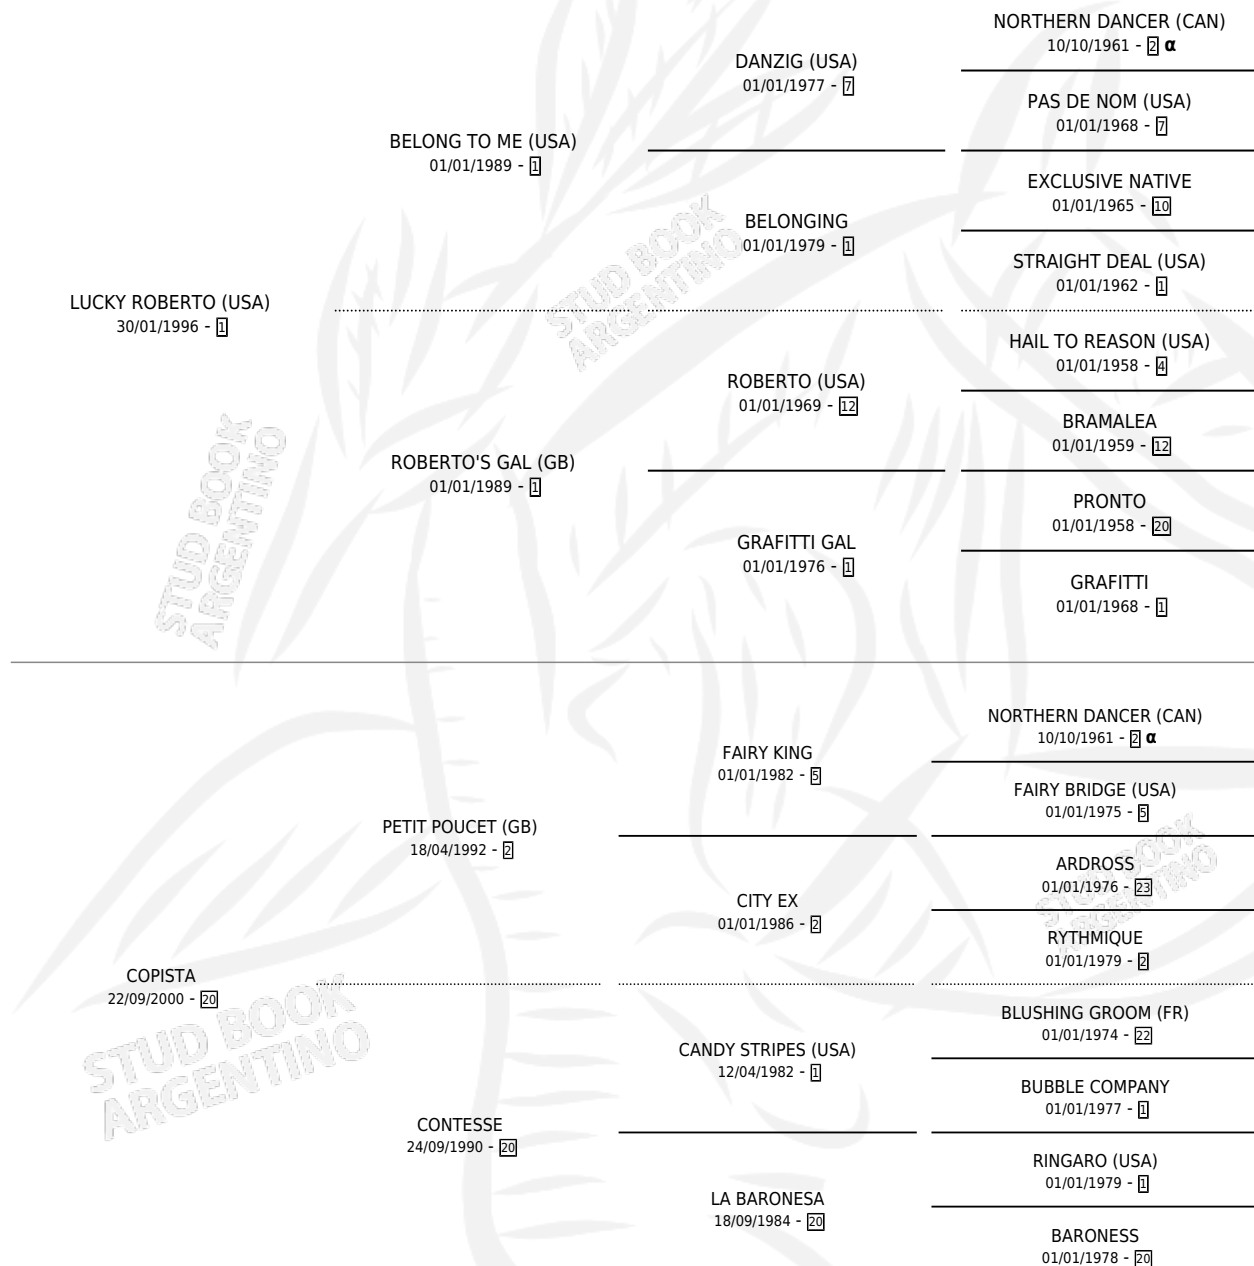 NORTHERN DANCER (CAN)
10/10/1961 - 2 α
DANZIG (USA)
01/01/1977 - 7
PAS DE NOM (USA)
01/01/1968 - 7
BELONG TO ME (USA)
01/01/1989 - 1
EXCLUSIVE NATIVE
01/01/1965 - 10
BELONGING
01/01/1979 - 1
STRAIGHT DEAL (USA)
01/01/1962 - 1
LUCKY ROBERTO (USA)
30/01/1996 - 1
HAIL TO REASON (USA)
01/01/1958 - 4
ROBERTO (USA)
01/01/1969 - 12
BRAMALEA
01/01/1959 - 12
ROBERTO'S GAL (GB)
01/01/1989 - 1
PRONTO
01/01/1958 - 20
GRAFITTI GAL
01/01/1976 - 1
GRAFITTI
01/01/1968 - 1
STUD BOOK
ARGENTINO
STUD BOOK
ARGENTINO
NORTHERN DANCER (CAN)
10/10/1961 - 2 α
FAIRY KING
01/01/1982 - 5
FAIRY BRIDGE (USA)
01/01/1975 - 5
PETIT POUCET (GB)
18/04/1992 - 2
ARDROSS
01/01/1976 - 23
CITY EX
01/01/1986 - 2
RYTHMIQUE
01/01/1979 - 2
COPISTA
22/09/2000 - 20
BLUSHING GROOM (FR)
01/01/1974 - 22
CANDY STRIPES (USA)
12/04/1982 - 1
BUBBLE COMPANY
01/01/1977 - 1
CONTESSE
24/09/1990 - 20
RINGARO (USA)
01/01/1979 - 1
LA BARONESA
18/09/1984 - 20
BARONESS
01/01/1978 - 20
STUD BOOK
ARGENTINO
STUD BOOK
ARGENTINO